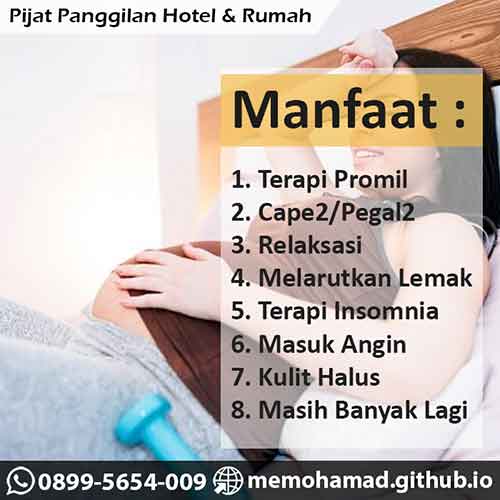 Pijat Panggilan Hotel & Rumah
Manfaat :
1. Terapi Promil
2. Cape2/Pegal2
3. Relaksasi
4. Melarutkan Lemak
5. Terapi Insomnia
6. Masuk Angin
7. Kulit Halus
8. Masih Banyak Lagi
0899-5654-009 memohamad.github.io